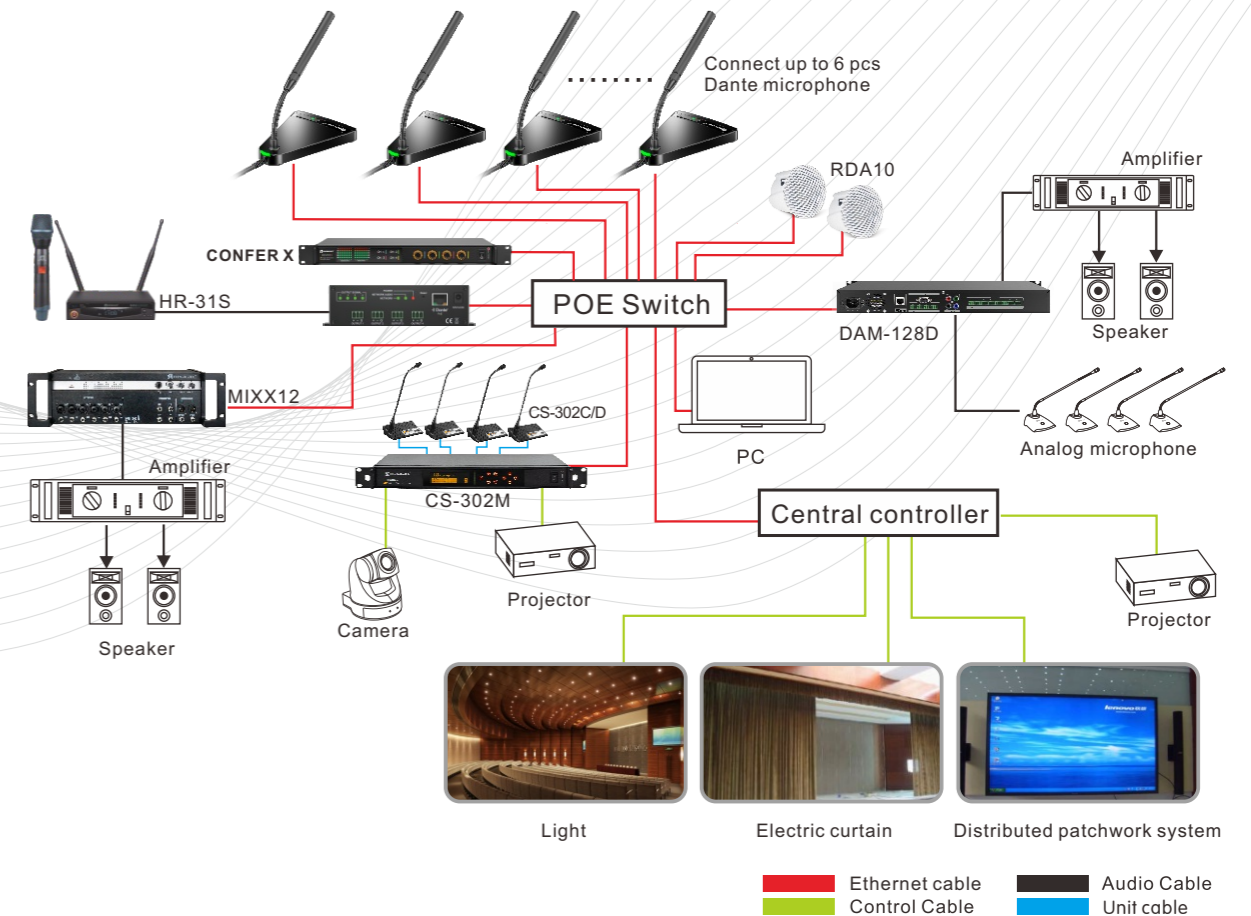 Connect up to 6 pcs
Dante microphone
Amplifier
RDA10
CONFER X
HR-31S
POE Switch
DAM-128D
Speaker
MIXX12
CS-302C/D
PC
Analog microphone
Amplifier
CS-302M
Central controller
Projector
Camera
Projector
Speaker
lenovo
Light
Electric curtain
Distributed patchwork system
Ethernet cable
Audio Cable
Control Cable
Unit cable